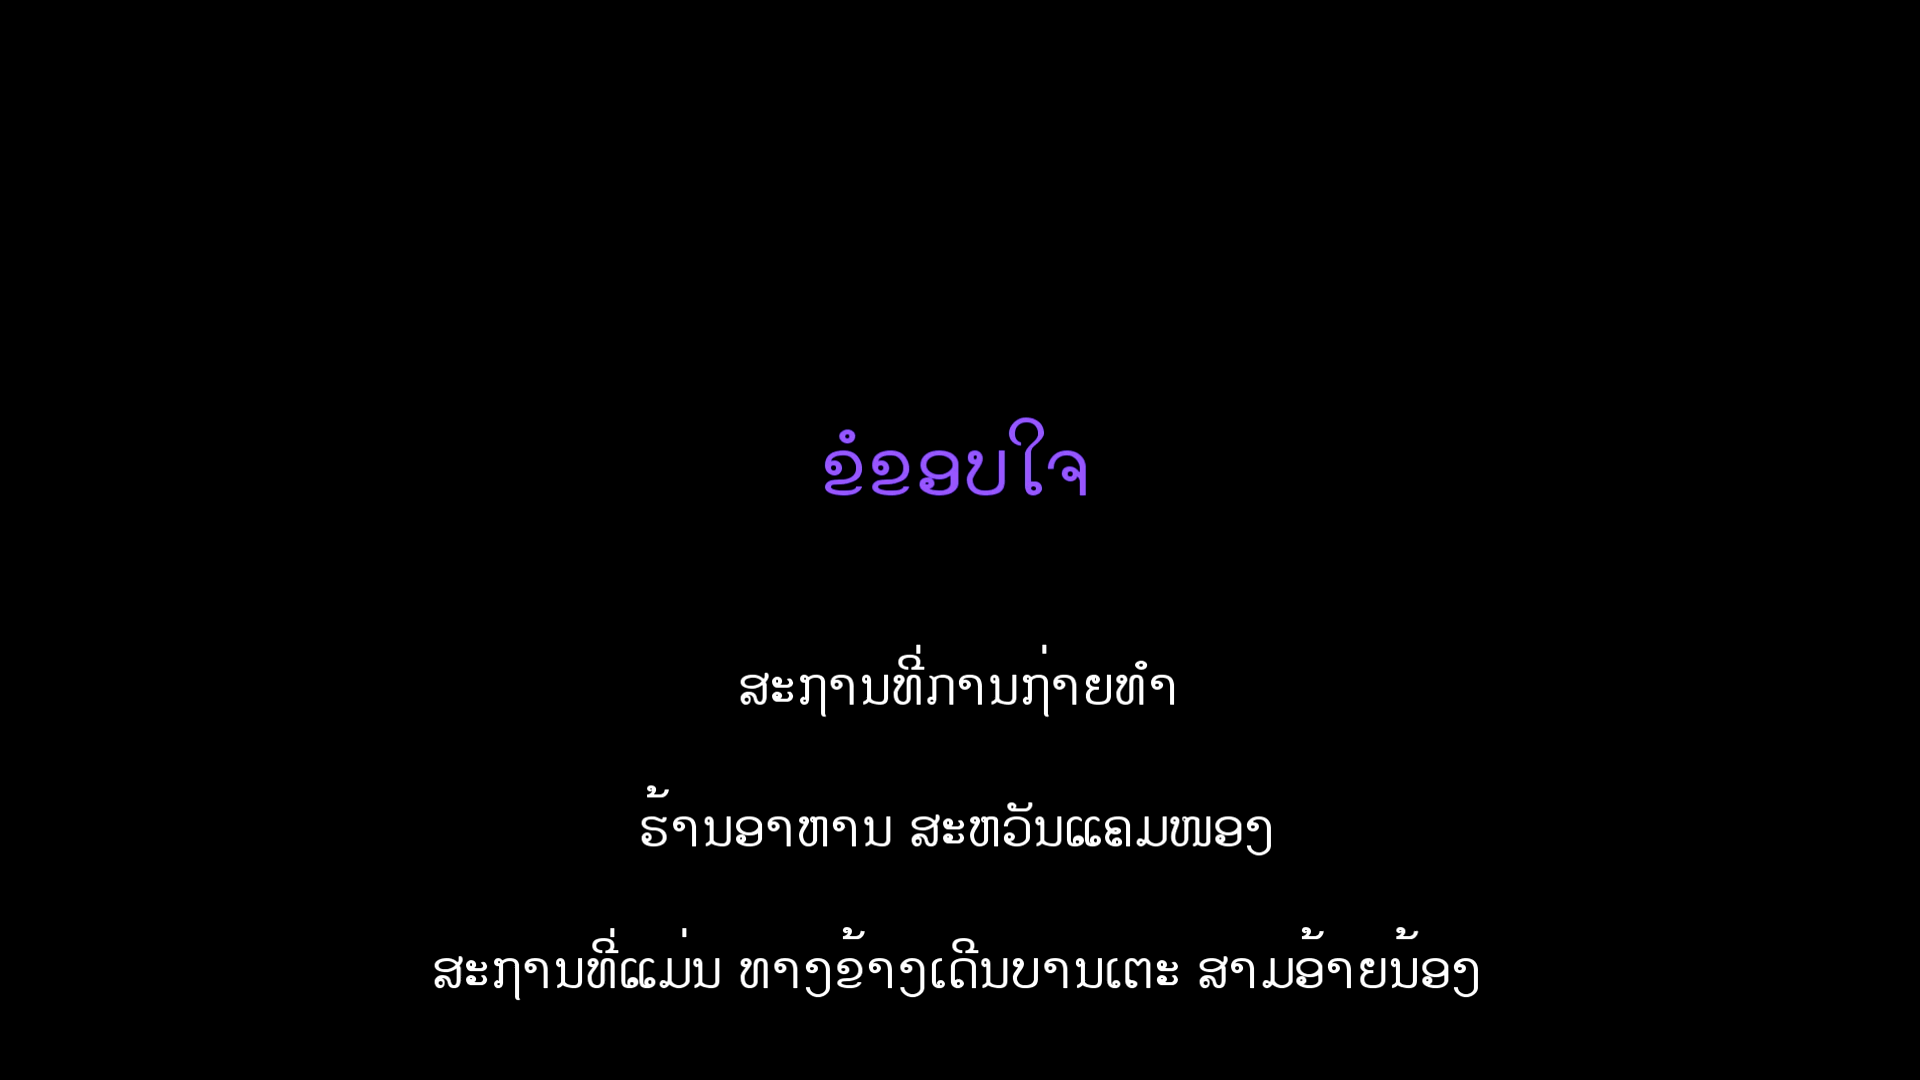 ຂໍຂອບໃຈ
ສະຖານທີ່ການຖ່າຍທຳ
ຮ້ານອາຫານ ສະຫວັນແຄມໜອງ
ສະຖານທີ່ແມ່ນ ທາງຂ້າງເດີນບານເຕະ ສາມອ້າຍນ້ອງ